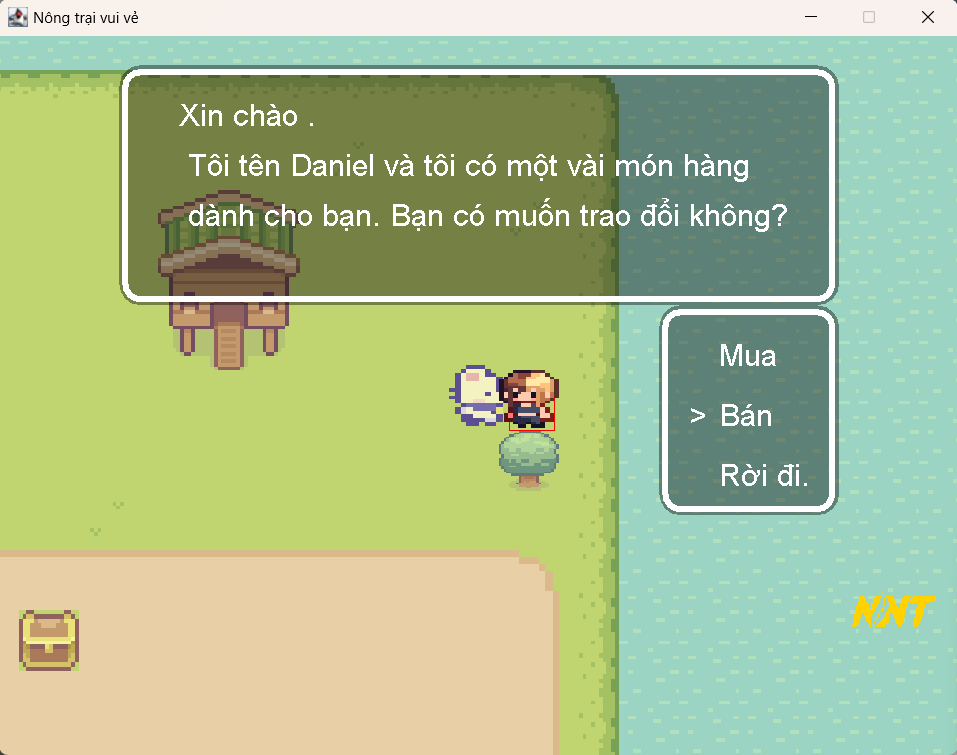 Nông trại vui vẻ
Xin chào .
Tôi tên Daniel và tôi có một vài món hàng
dành cho bạn. Bạn có muốn trao đổi không?
Mua
> Bán
Rời đi.
NNT